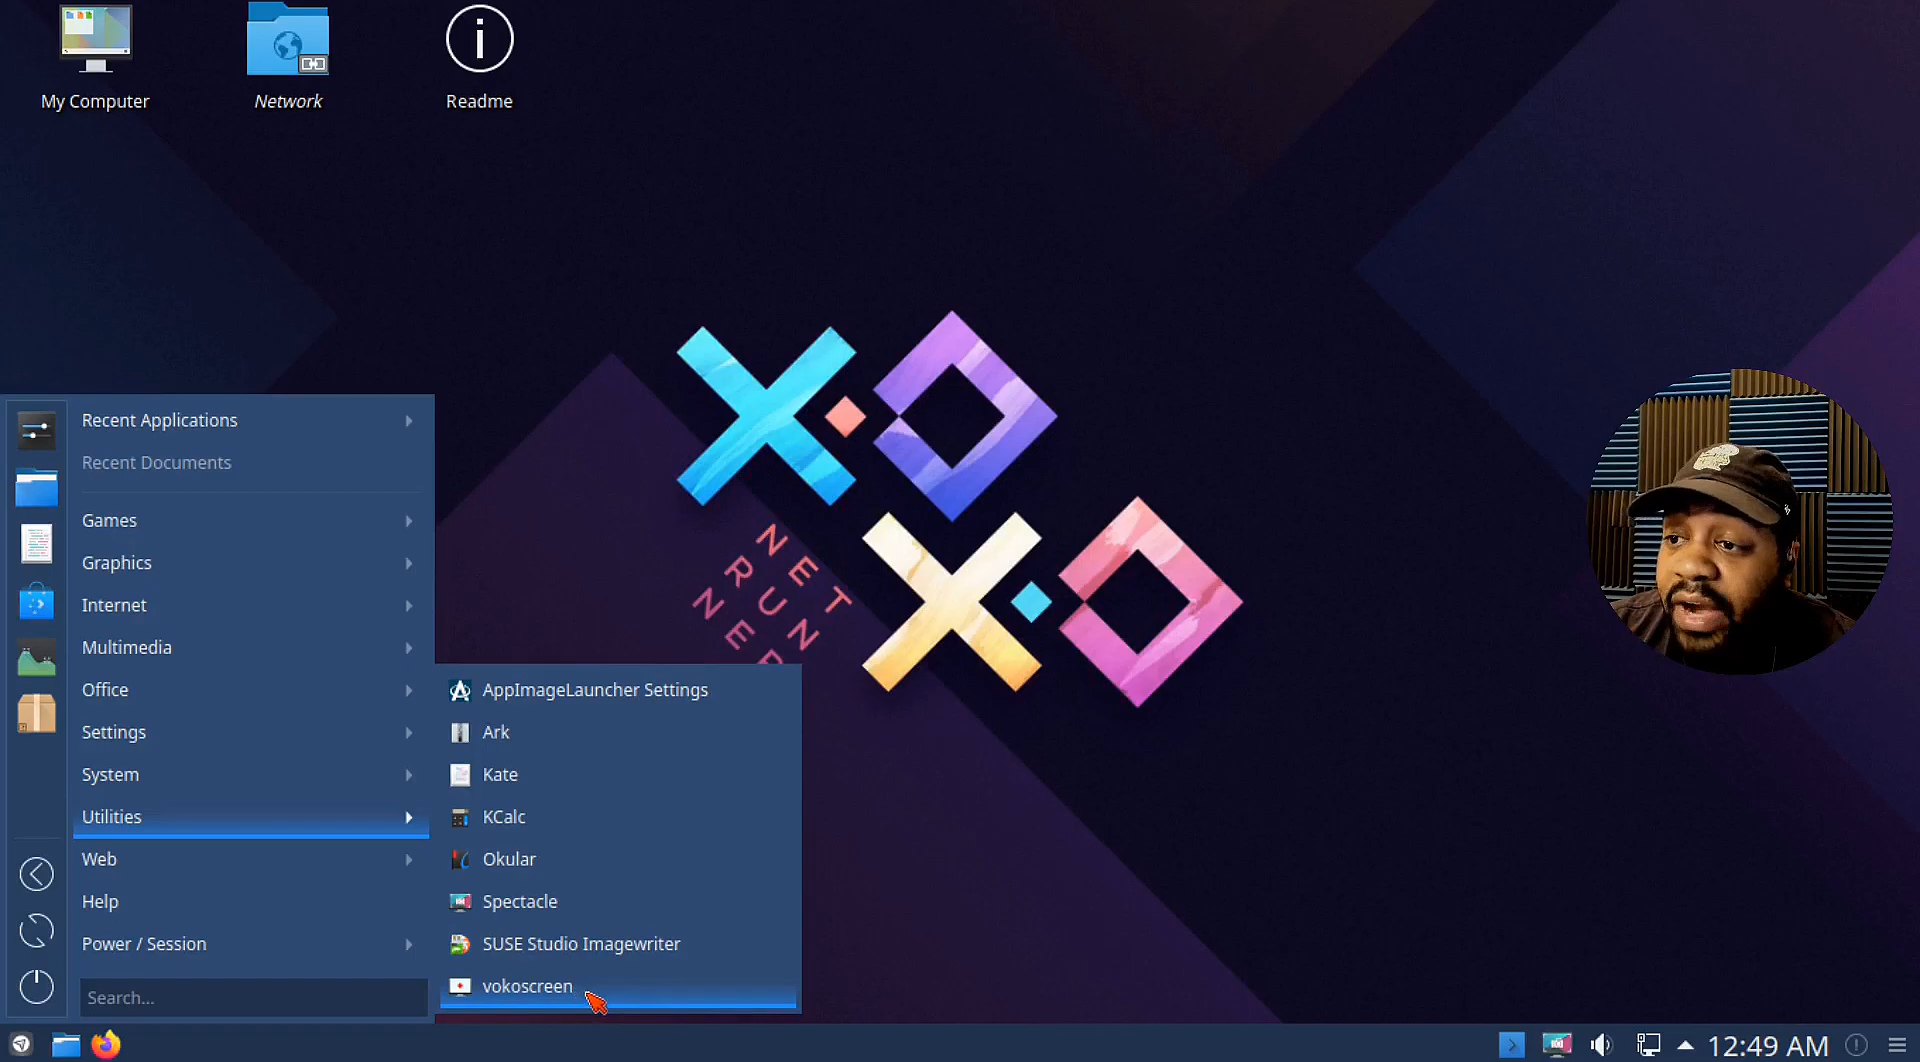 My Computer
Network
Readme
Recent Applications
Recent Documents
Games
Graphics
Internet
Multimedia
Office
Settings
System
Utilities
Web
Help
Power / Session
Search...
AppImageLauncher Settings
Ark
Kate
KCalc
Okular
Spectacle
SUSE Studio Imagewriter
vokoscreen
NET
RUN
NER
12:49 AM